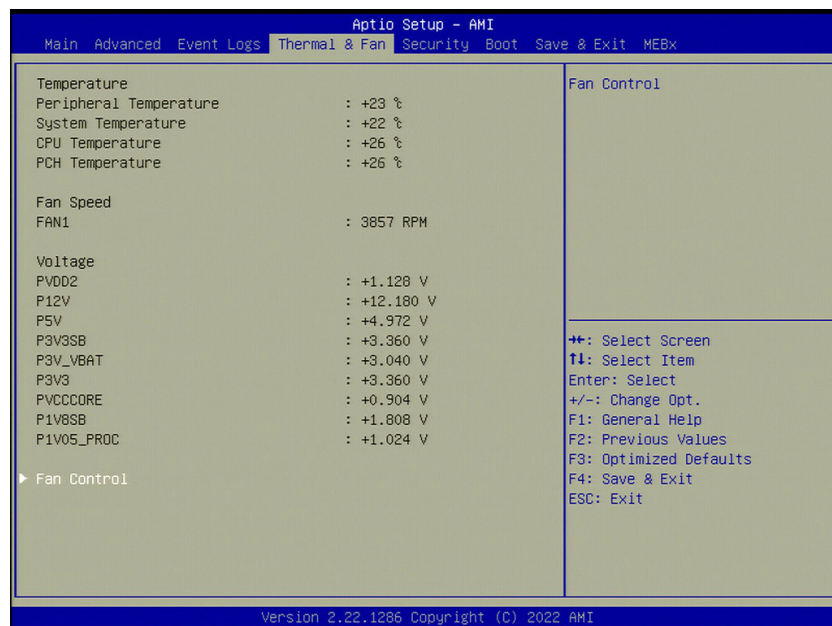 Aptio Setup - AMI
Main Advanced Event Logs Thermal & Fan Security Boot Save & Exit MEBx
Temperature
Peripheral Temperature : +23 ℃
System Temperature : +22 ℃
CPU Temperature : +26 ℃
PCH Temperature : +26 ℃
Fan Speed
FAN1 : 3857 RPM
Voltage
PVDD2 : +1.128 V
P12V : +12.180 V
P5V : +4.972 V
P3V3SB : +3.360 V
P3V_VBAT : +3.040 V
P3V3 : +3.360 V
PVCCCORE : +0.904 V
P1V8SB : +1.808 V
P1V05_PROC : +1.024 V
▶ Fan Control
Fan Control
→←: Select Screen
↑↓: Select Item
Enter: Select
+/-: Change Opt.
F1: General Help
F2: Previous Values
F3: Optimized Defaults
F4: Save & Exit
ESC: Exit
Version 2.22.1286 Copyright (C) 2022 AMI